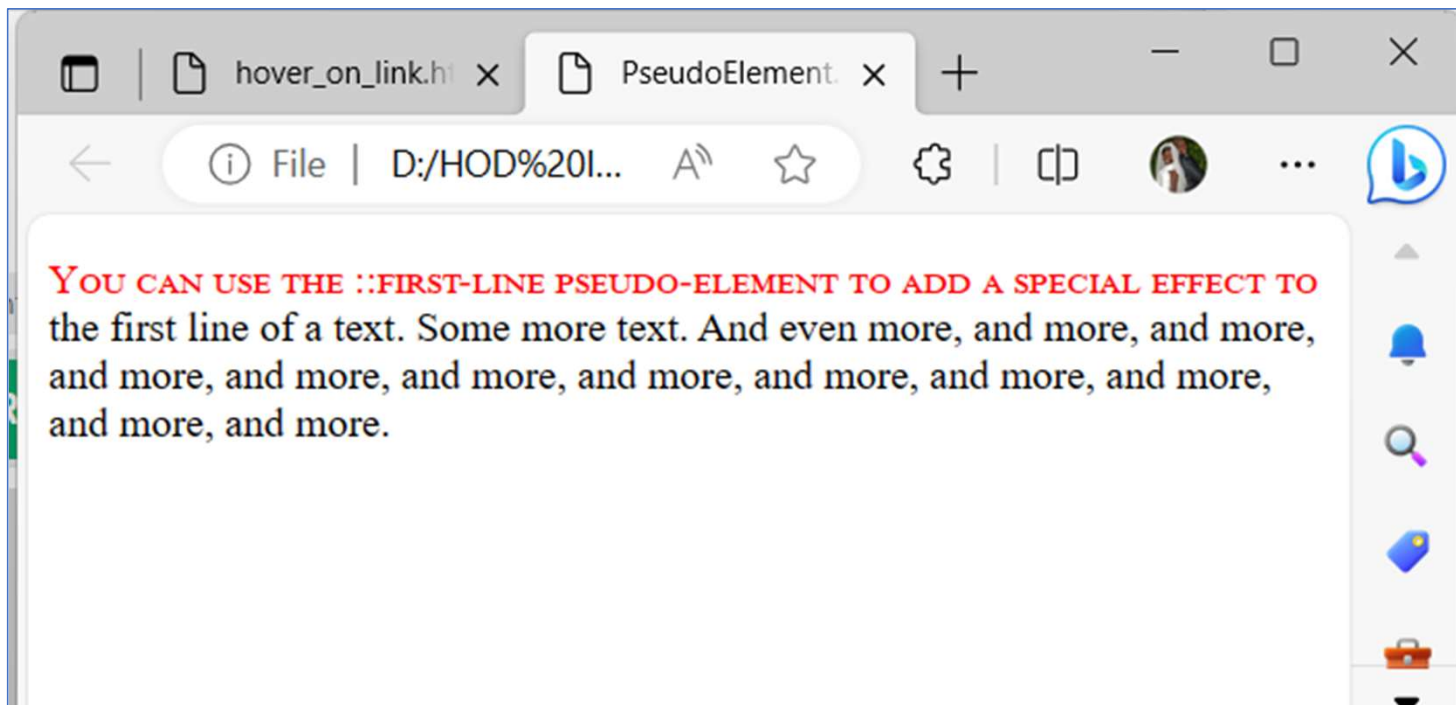 hover_on_link.ht
PseudoElement.
File
D:/HOD%20I...
You can use the ::first-line pseudo-element to add a special effect to
the first line of a text. Some more text. And even more, and more, and more,
and more, and more, and more, and more, and more, and more, and more,
and more, and more.